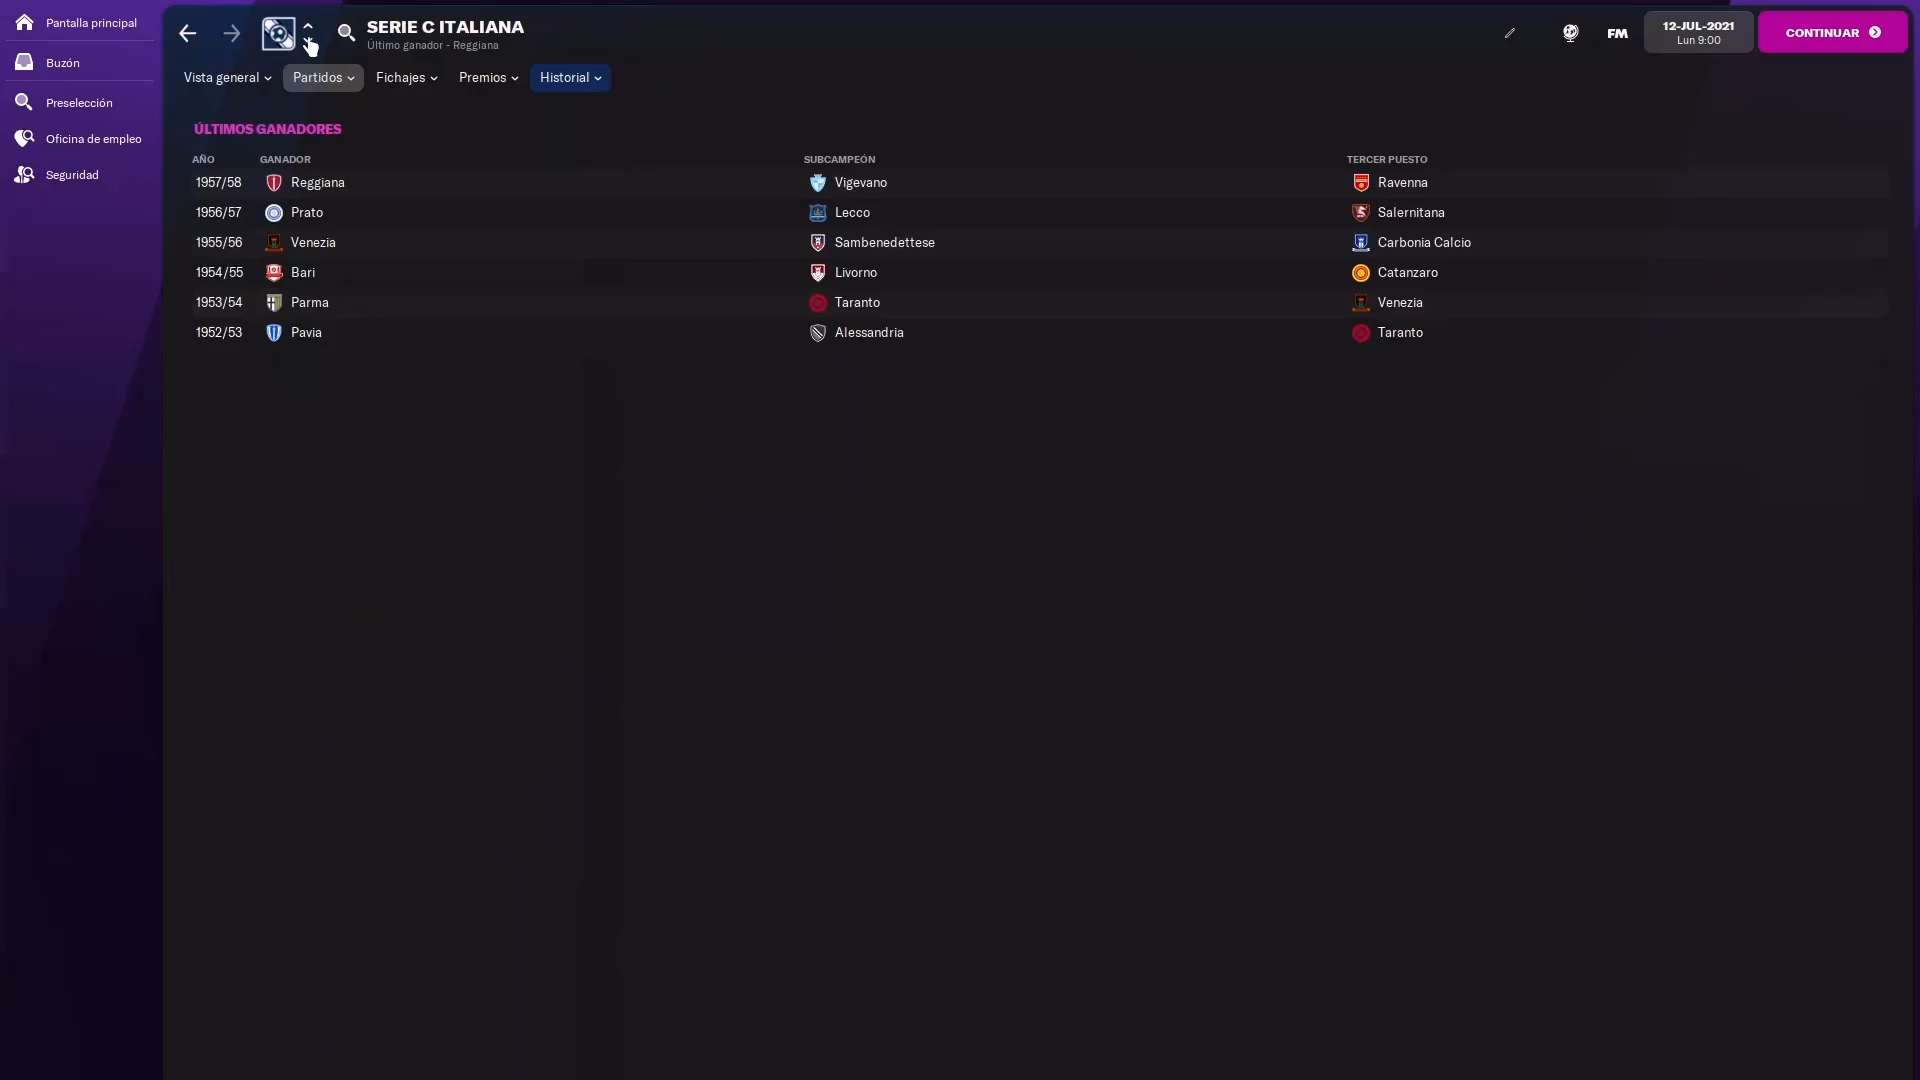 Pantalla principal
Buzón
Preselección
Oficina de empleo
Seguridad
SERIE C ITALIANA
Último ganador - Reggiana
FM
12-JUL-2021
Lun 9:00
CONTINUAR
Vista general Partidos Fichajes Premios Historial
ÚLTIMOS GANADORES
AÑO GANADOR SUBCAMPEÓN TERCER PUESTO
1957/58 Reggiana Vigevano Ravenna
1956/57 Prato Lecco Salernitana
1955/56 Venezia Sambenedettese Carbonia Calcio
1954/55 Bari Livorno Catanzaro
1953/54 Parma Taranto Venezia
1952/53 Pavia Alessandria Taranto